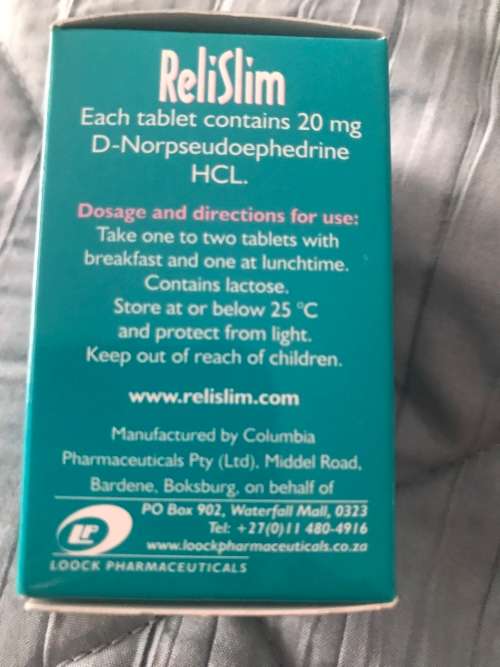 ReliSlim
Each tablet contains 20 mg
D-Norpseudoephedrine
HCL.
Dosage and directions for use:
Take one to two tablets with
breakfast and one at lunchtime.
Contains lactose.
Store at or below 25 °C
and protect from light.
Keep out of reach of children.
www.relislim.com
Manufactured by Columbia
Pharmaceuticals Pty (Ltd). Middel Road,
Bardene, Boksburg, on behalf of
PO Box 902, Waterfall Mall, 0323
Tel: +27(0)11 480-4916
www.loockpharmaceuticals.co.za
LP
LOOCK PHARMACEUTICALS